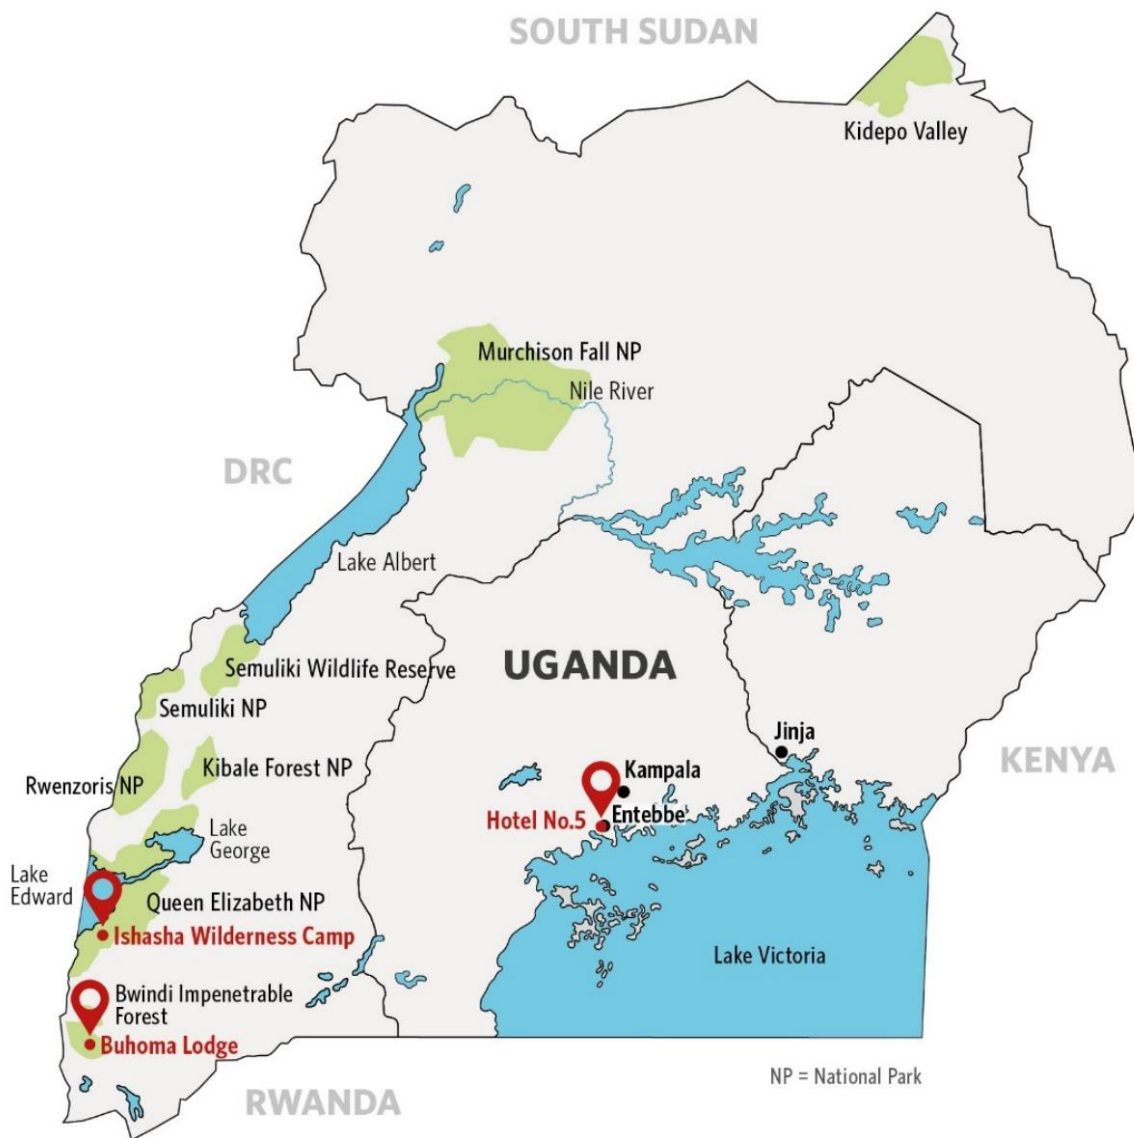 SOUTH SUDAN
Kidepo Valley
Murchison Fall NP
Nile River
DRC
Lake Albert
UGANDA
Semuliki Wildlife Reserve
Semuliki NP
Jinja
KENYA
Kibale Forest NP
Rwenzoris NP
Kampala
Hotel No.5
Entebbe
Lake
George
Lake
Edward
Queen Elizabeth NP
Ishasha Wilderness Camp
Lake Victoria
Bwindi Impenetrable
Forest
Buhoma Lodge
NP = National Park
RWANDA